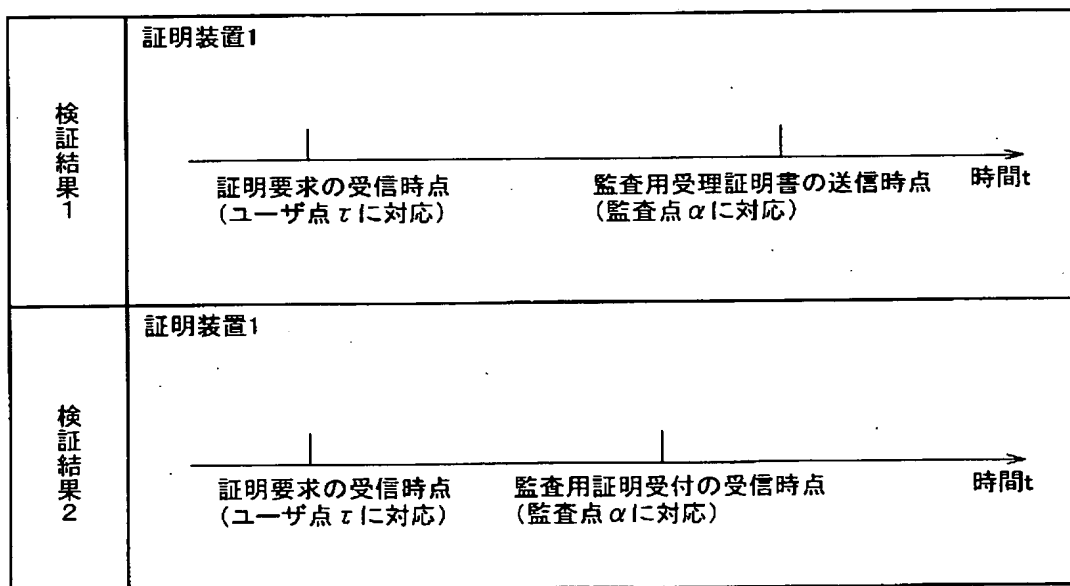 検証結果1
証明装置1
証明要求の受信時点
(ユーザ点τに対応)
監査用受理証明書の送信時点
(監査点αに対応)
時間t
検証結果2
証明装置1
証明要求の受信時点
(ユーザ点τに対応)
監査用証明受付の受信時点
(監査点αに対応)
時間t